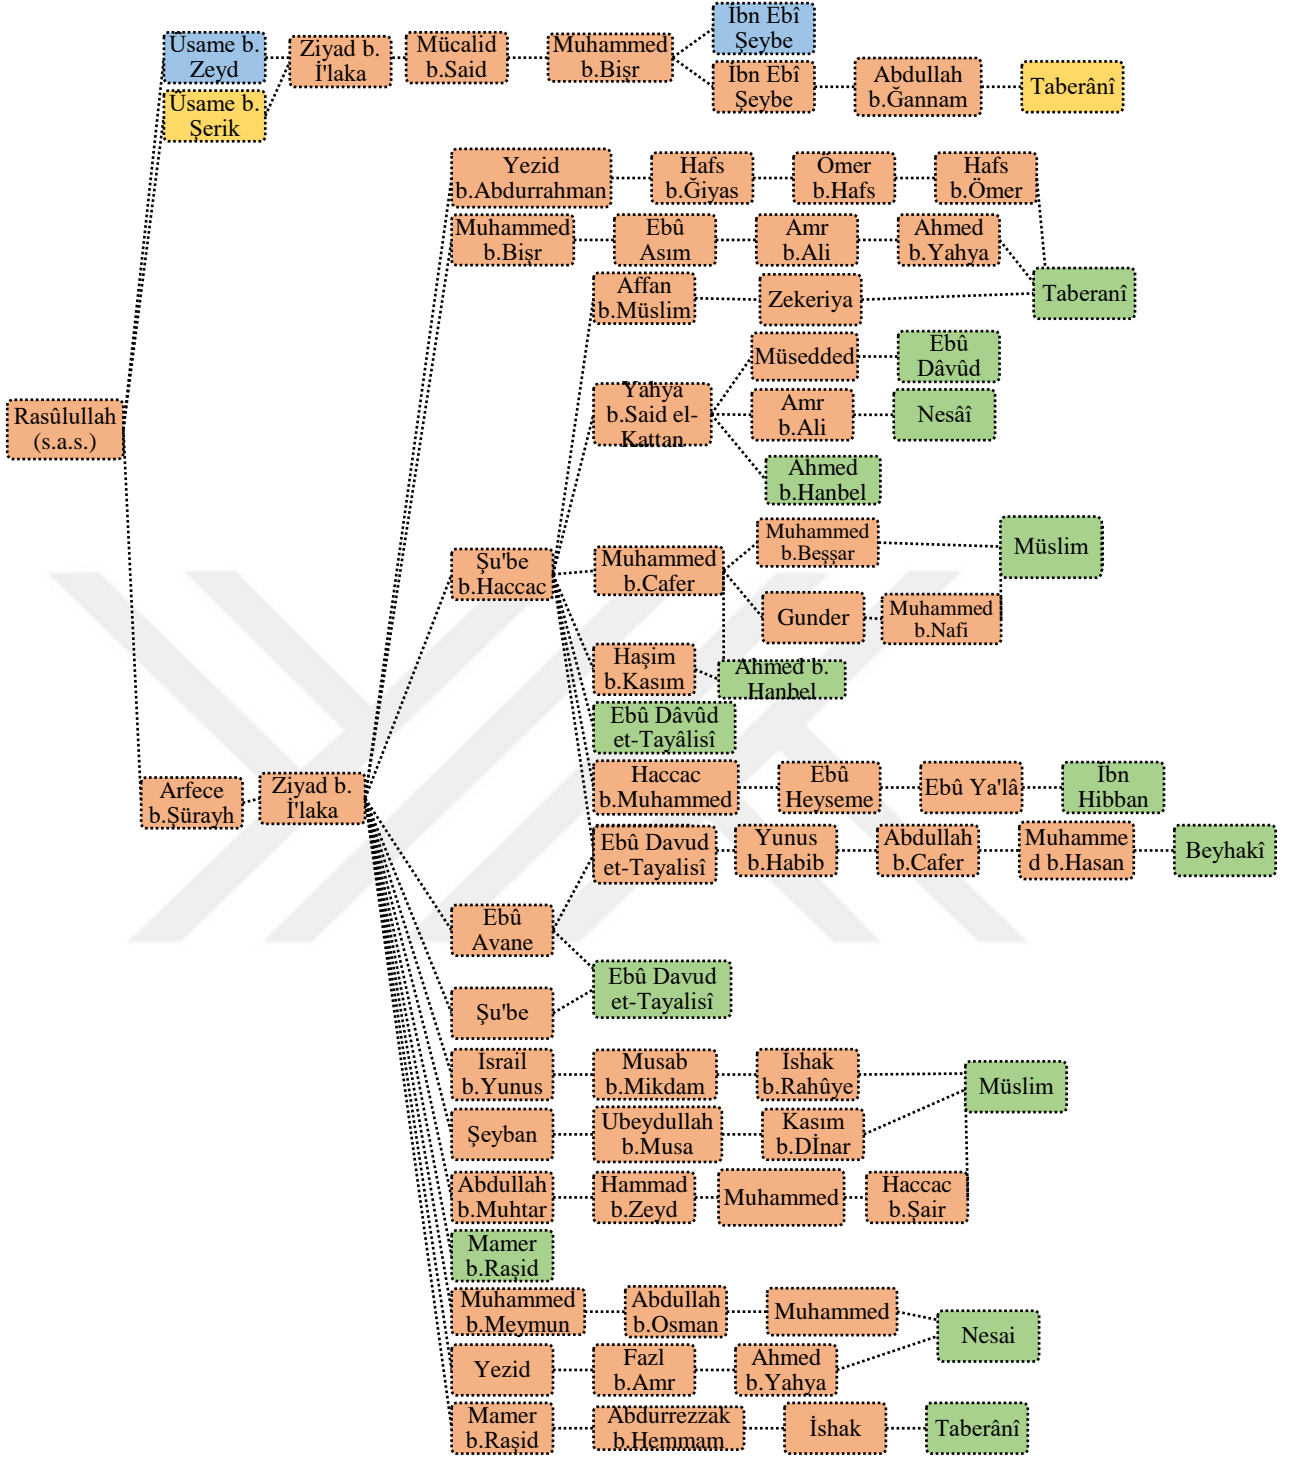 İbn Ebî
Şeybe
Üsame b.
Zeyd
Ziyad b.
İ'laka
Mücalid
b.Said
Muhammed
b.Bişr
İbn Ebî
Şeybe
Abdullah
b.Ğannam
Taberânî
Üsame b.
Şerik
Yezid
b.Abdurrahman
Hafs
b.Ğiyas
Ömer
b.Hafs
Hafs
b.Ömer
Muhammed
b.Bişr
Ebû
Asım
Amr
b.Ali
Ahmed
b.Yahya
Affan
b.Müslim
Zekeriya
Taberanî
Müsedded
Ebû
Dâvûd
Yahya
b.Said el-
Kattan
Amr
b.Ali
Nesâî
Rasûlullah
(s.a.s.)
Ahmed
b.Hanbel
Muhammed
b.Beşşar
Müslim
Şu'be
b.Haccac
Muhammed
b.Cafer
Gunder
Muhammed
b.Nafi
Haşim
b.Kasım
Ahmed b.
Hanbel
Ebû Dâvûd
et-Tayâlisî
Arfece
b.Şürayh
Ziyad b.
İ'laka
Haccac
b.Muhammed
Ebû
Heyseme
Ebû Ya'lâ
İbn
Hibban
Ebû Davud
et-Tayalisî
Yunus
b.Habib
Abdullah
b.Cafer
Muhamme
d b.Hasan
Beyhakî
Ebû
Avane
Ebû Davud
et-Tayalisî
Şu'be
İsrail
b.Yunus
Musab
b.Mikdam
İshak
b.Rahûye
Müslim
Şeyban
Ubeydullah
b.Musa
Kasım
b.Dİnar
Abdullah
b.Muhtar
Hammad
b.Zeyd
Muhammed
Haccac
b.Şair
Mamer
b.Raşid
Muhammed
b.Meymun
Abdullah
b.Osman
Muhammed
Nesai
Yezid
Fazl
b.Amr
Ahmed
b.Yahya
Mamer
b.Raşid
Abdurrezzak
b.Hemmam
İshak
Taberânî